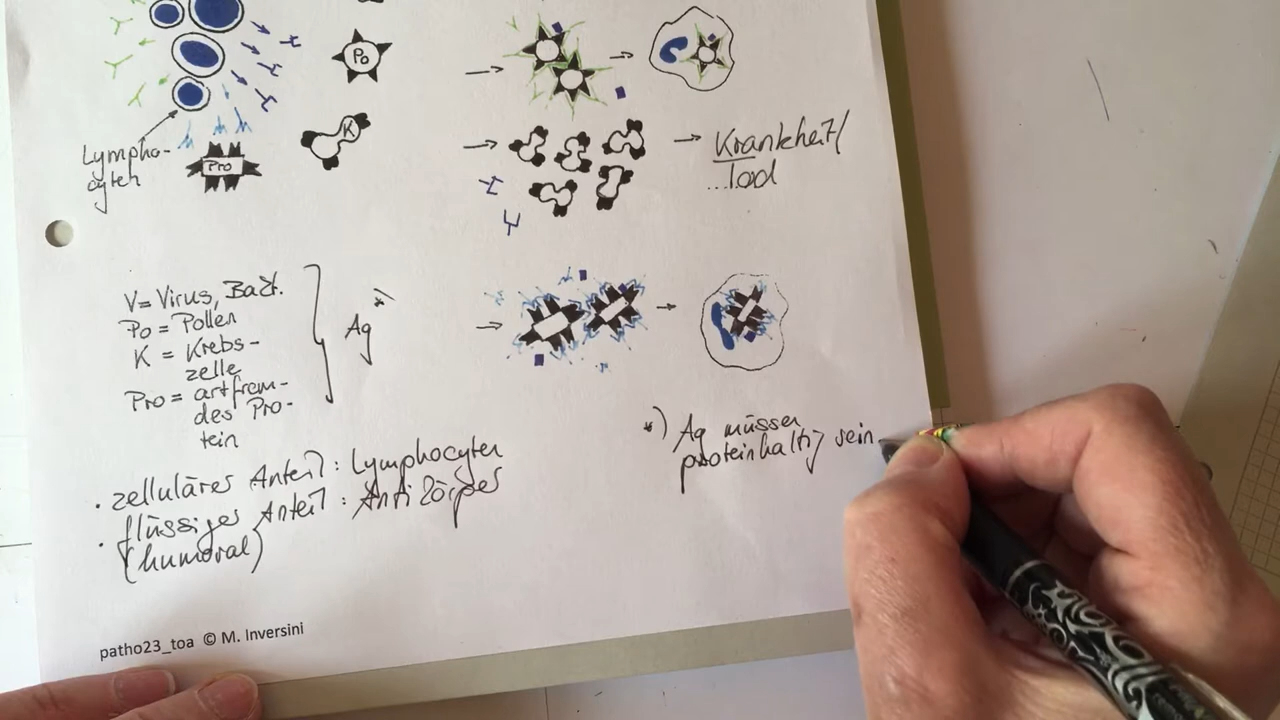 Po
K
Lympho-
cyten
Pro
Krankheit/
...Tod
V= Virus, Bakt.
Po = Pollen
K = Krebs-
zelle
Pro = artfrem-
des Pro-
tein
Ag*
*) Ag müssen
proteinhaltig sein
• zelluläres Anteil : Lymphocyten
• flüssiges Anteil : Antikörper
(humoral)
patho23_toa © M. Inversini